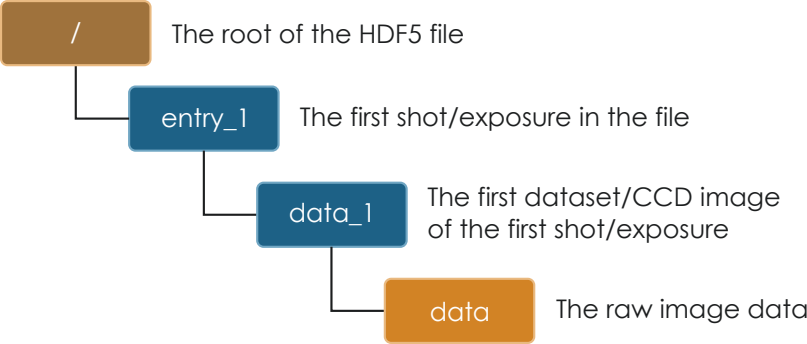 /
The root of the HDF5 file
entry_1
The first shot/exposure in the file
data_1
The first dataset/CCD image
of the first shot/exposure
data
The raw image data